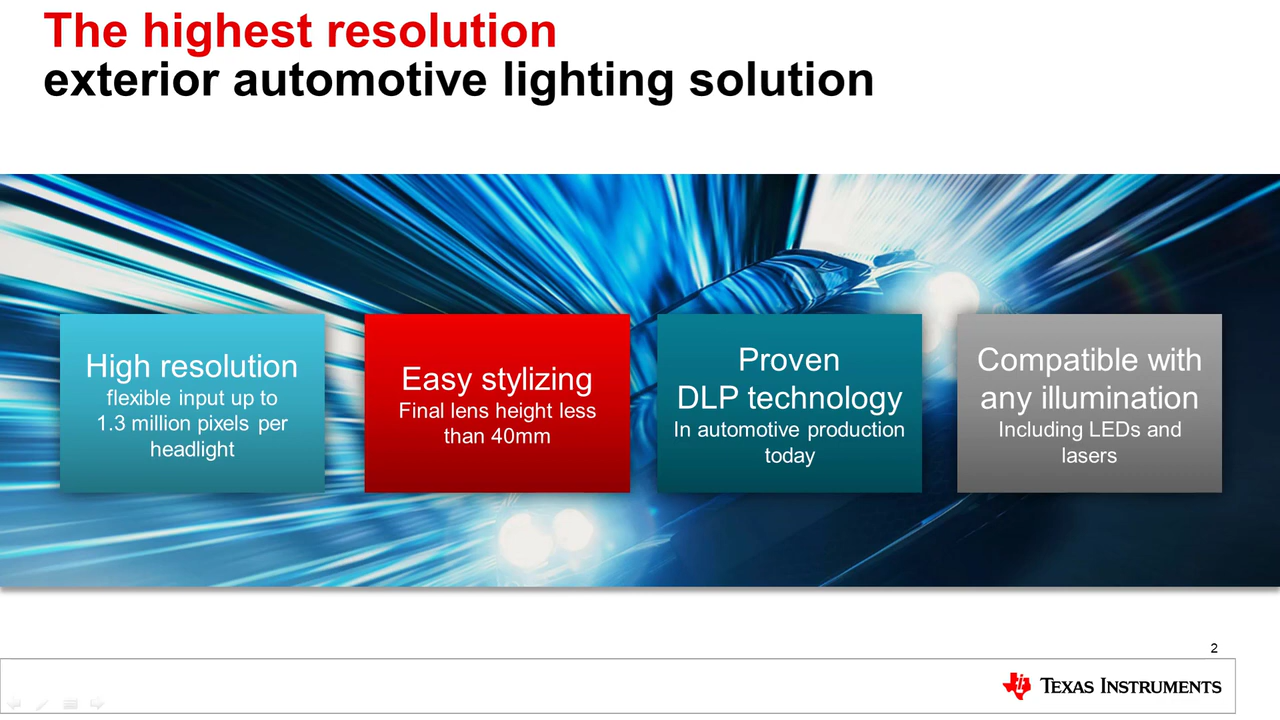 The highest resolution
exterior automotive lighting solution
High resolution
flexible input up to
1.3 million pixels per
headlight
Easy stylizing
Final lens height less
than 40mm
Proven
DLP technology
In automotive production
today
Compatible with
any illumination
Including LEDs and
lasers
2
TEXAS INSTRUMENTS